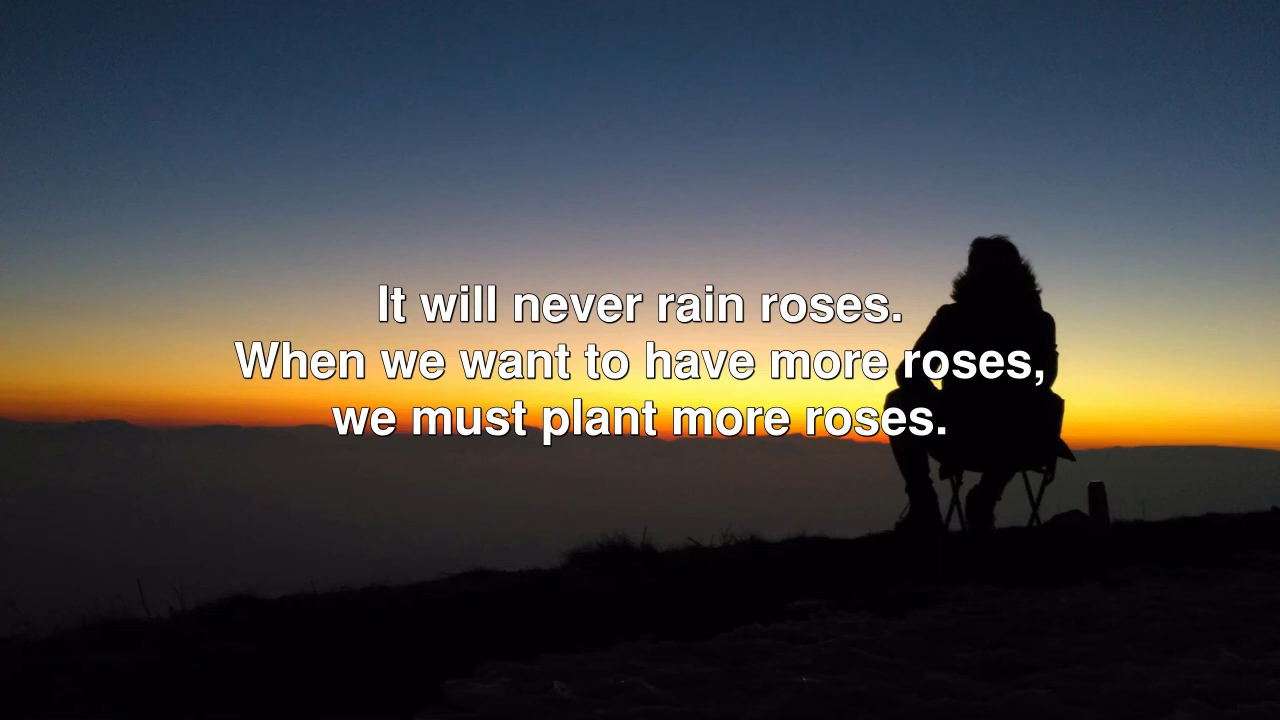 It will never rain roses.
When we want to have more roses,
we must plant more roses.